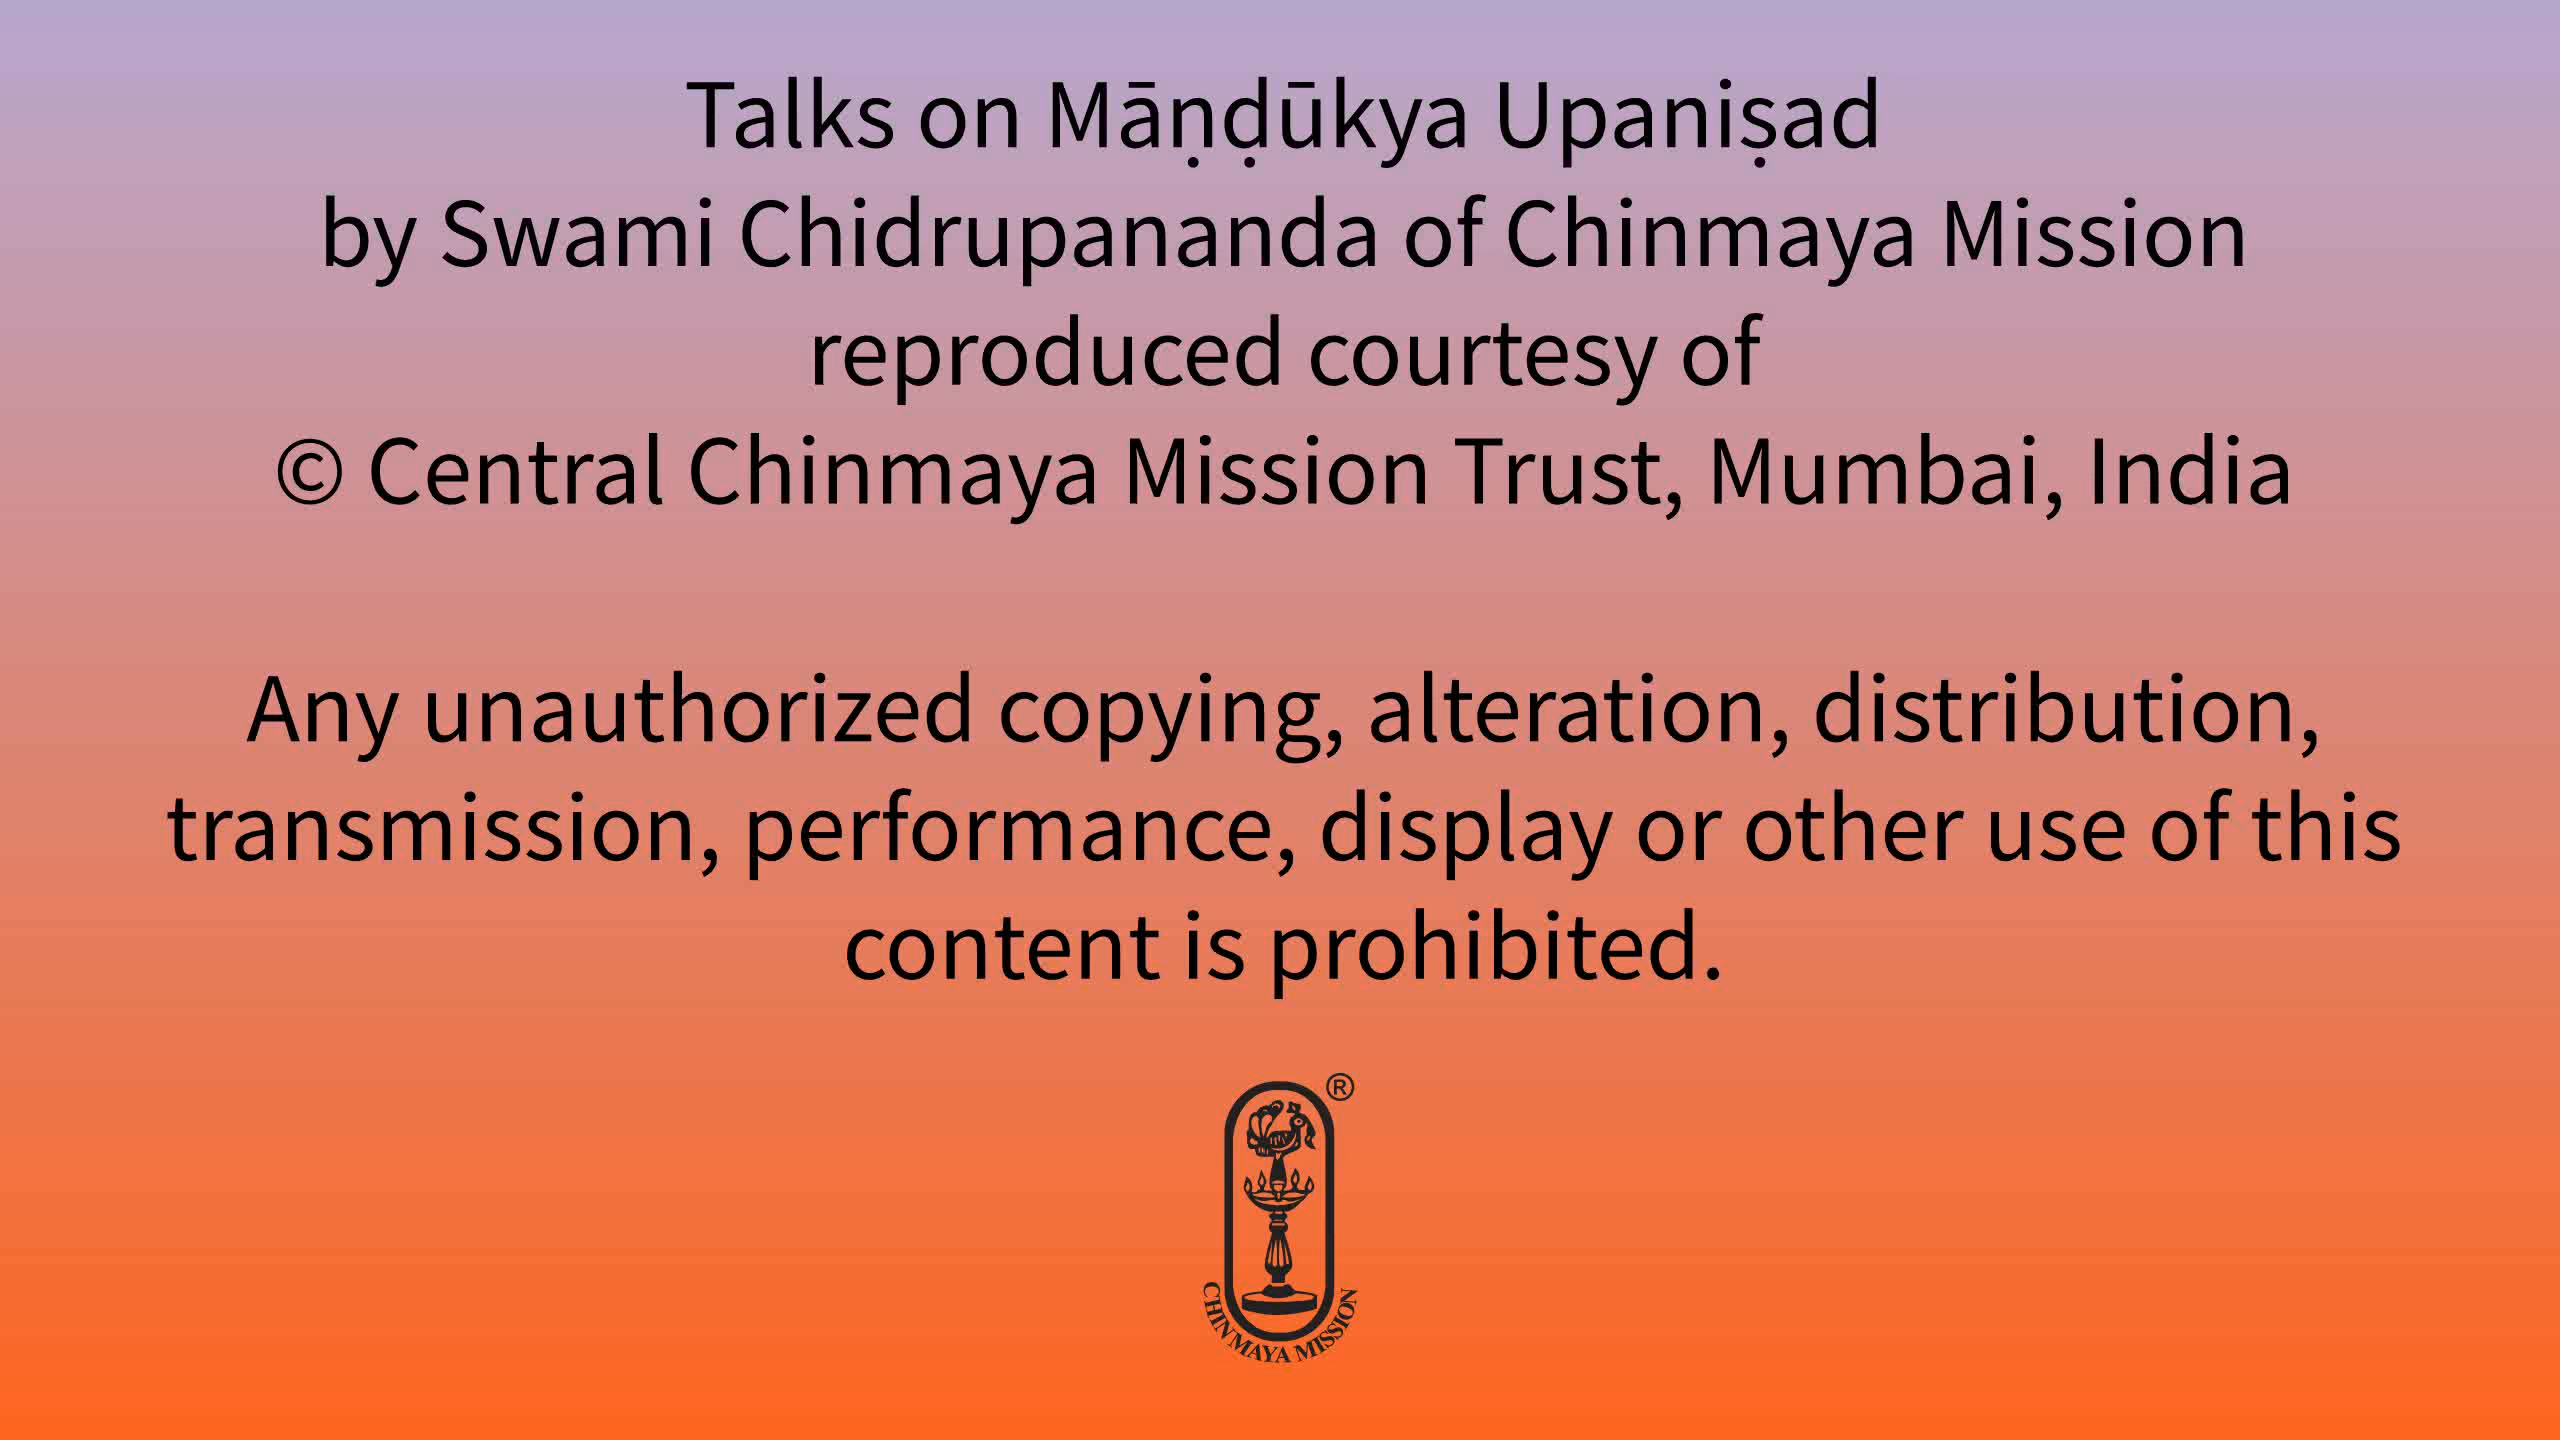 Talks on Māṇḍūkya Upaniṣad
by Swami Chidrupananda of Chinmaya Mission
reproduced courtesy of
© Central Chinmaya Mission Trust, Mumbai, India
Any unauthorized copying, alteration, distribution,
transmission, performance, display or other use of this
content is prohibited.
®
CHINMAYA MISSION